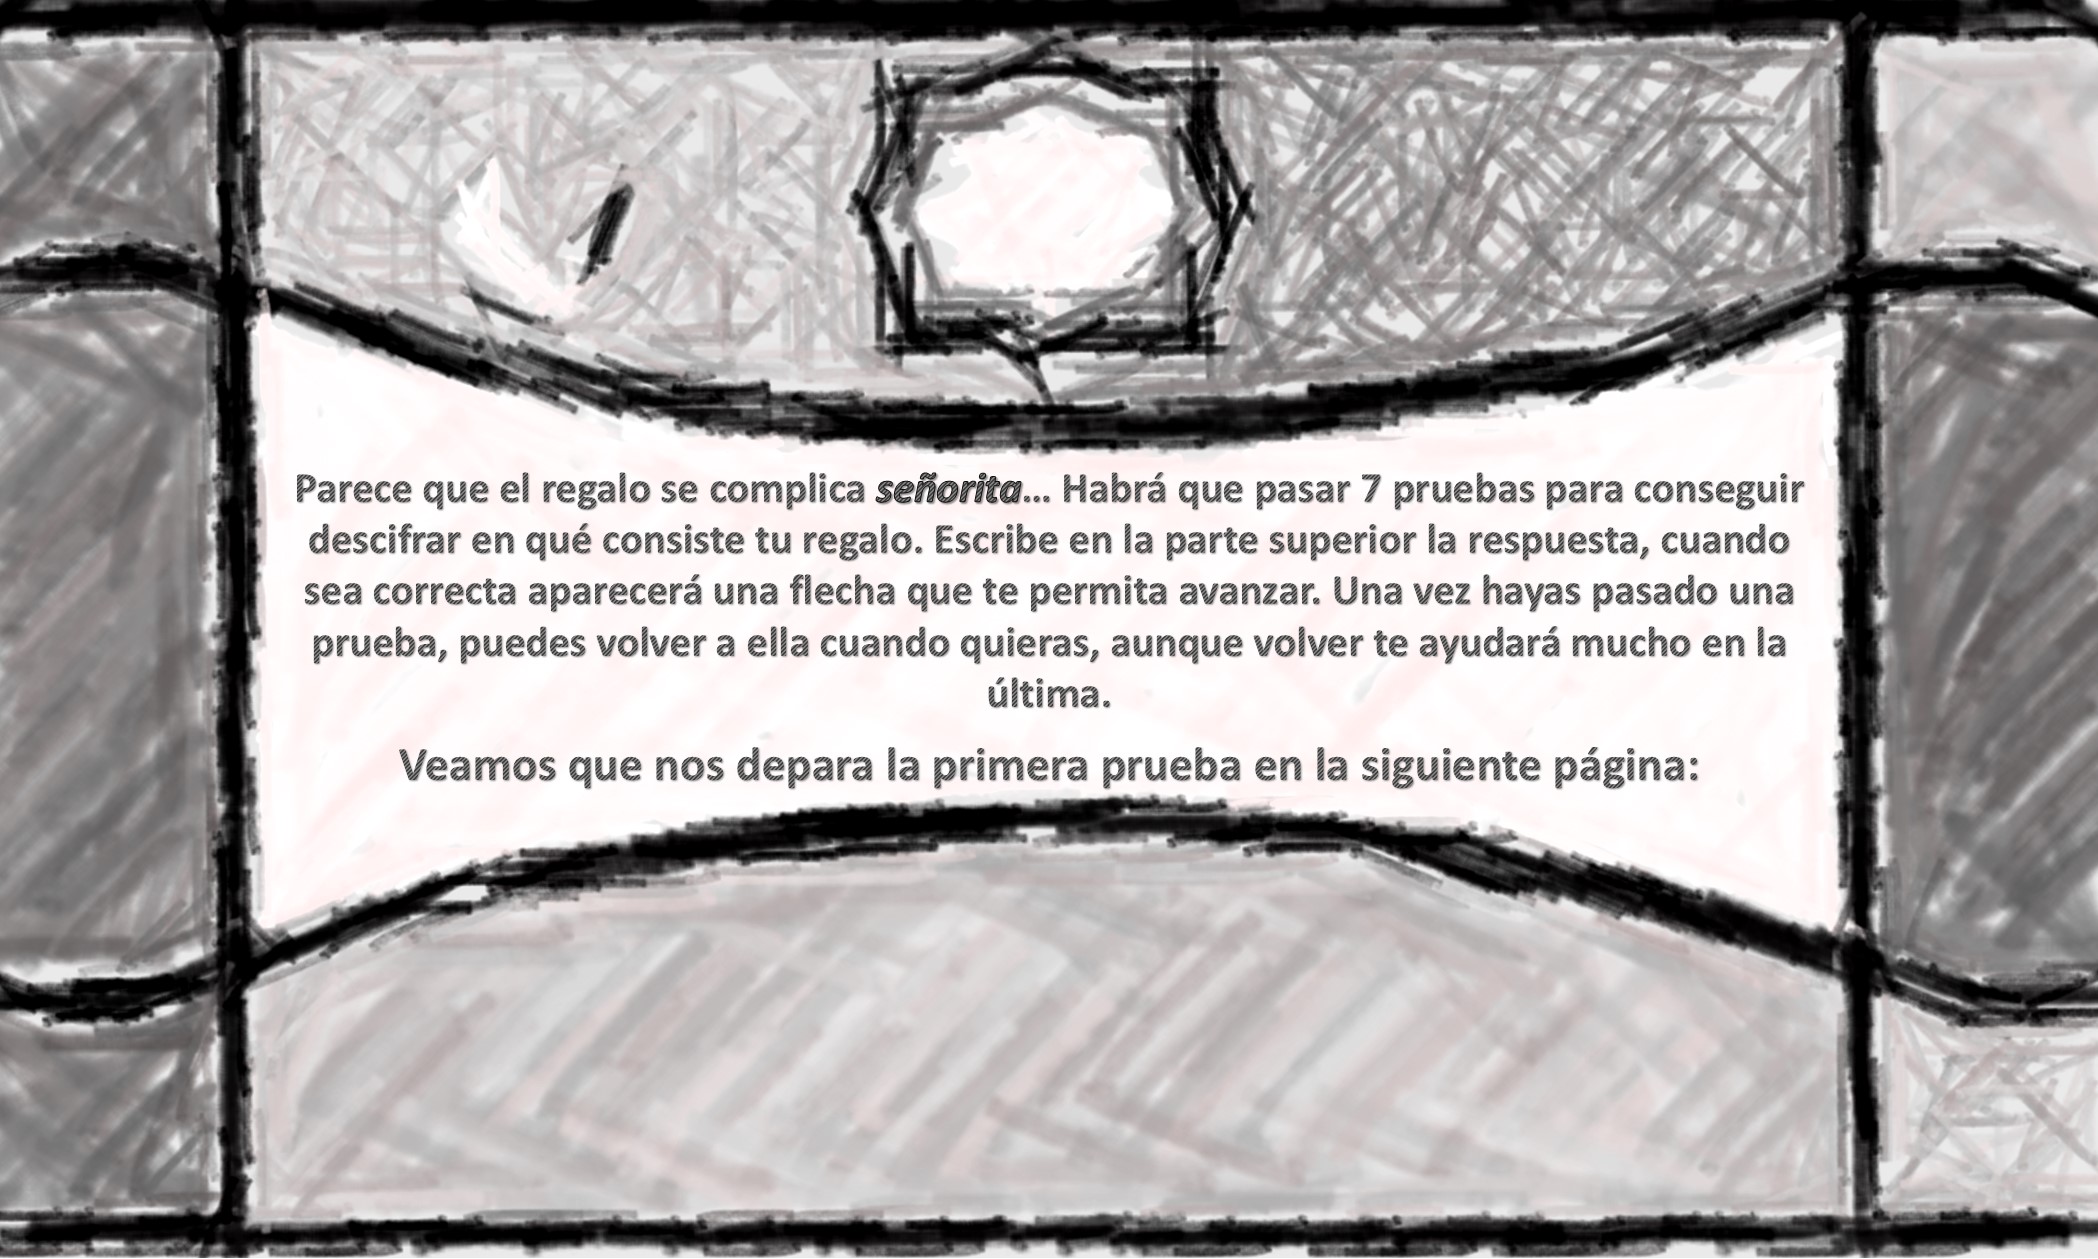 Parece que el regalo se complica señorita... Habrá que pasar 7 pruebas para conseguir
descifrar en qué consiste tu regalo. Escribe en la parte superior la respuesta, cuando
sea correcta aparecerá una flecha que te permita avanzar. Una vez hayas pasado una
prueba, puedes volver a ella cuando quieras, aunque volver te ayudará mucho en la
última.
Veamos que nos depara la primera prueba en la siguiente página: